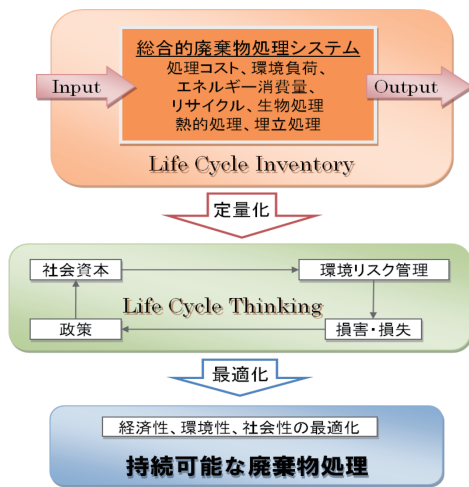 総合的廃棄物処理システム
処理コスト、環境負荷、
エネルギー消費量、
リサイクル、生物処理
熱的処理、埋立処理
Input
Output
Life Cycle Inventory
定量化
社会資本
環境リスク管理
Life Cycle Thinking
政策
損害・損失
最適化
経済性、環境性、社会性の最適化
持続可能な廃棄物処理